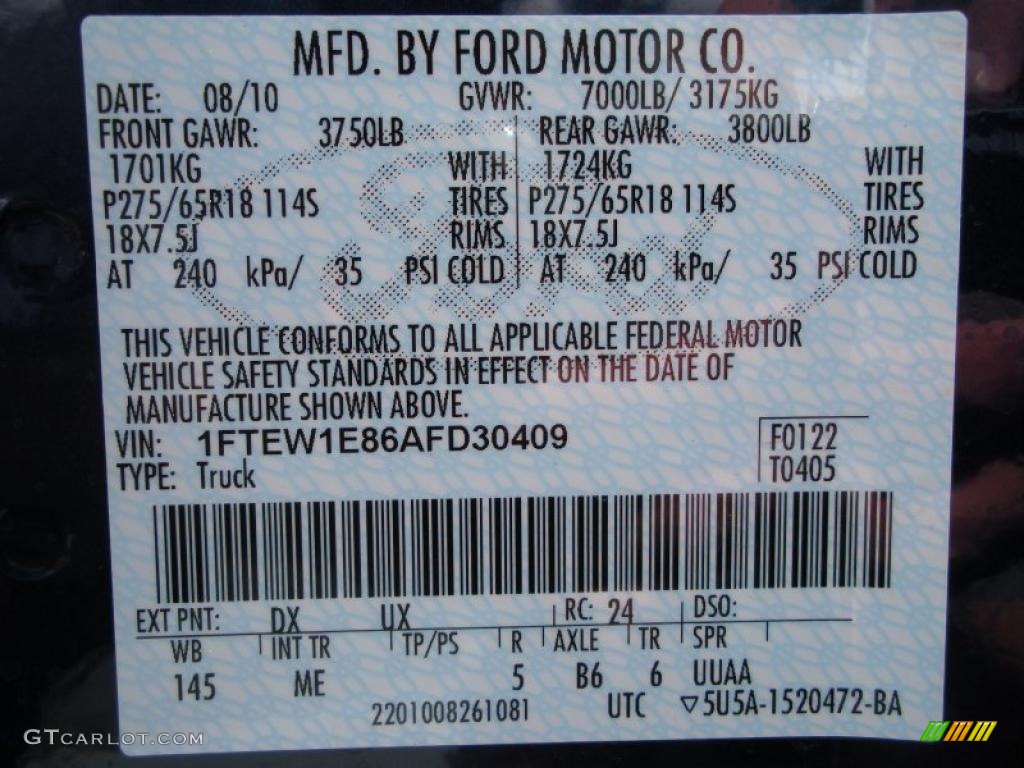 MFD. BY FORD MOTOR CO.
DATE: 08/10 GVWR: 7000LB/ 3175KG
FRONT GAWR: 3750LB REAR GAWR: 3800LB
1701KG WITH 1724KG WITH
P275/65R18 114S TIRES P275/65R18 114S TIRES
18X7.5J RIMS 18X7.5J RIMS
AT 240 kPa/ 35 PSI COLD AT 240 kPa/ 35 PSI COLD
THIS VEHICLE CONFORMS TO ALL APPLICABLE FEDERAL MOTOR
VEHICLE SAFETY STANDARDS IN EFFECT ON THE DATE OF
MANUFACTURE SHOWN ABOVE.
VIN: 1FTEW1E86AFD30409 F0122
TYPE: Truck T0405
EXT PNT: DX UX RC: 24 DSO:
WB INT TR TP/PS R AXLE TR SPR
145 ME 5 B6 6 UUAA
2201008261081 UTC ▽5U5A-1520472-BA
GTCARLOT.COM